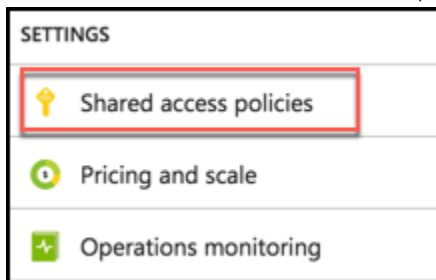 SETTINGS
Shared access policies
Pricing and scale
Operations monitoring